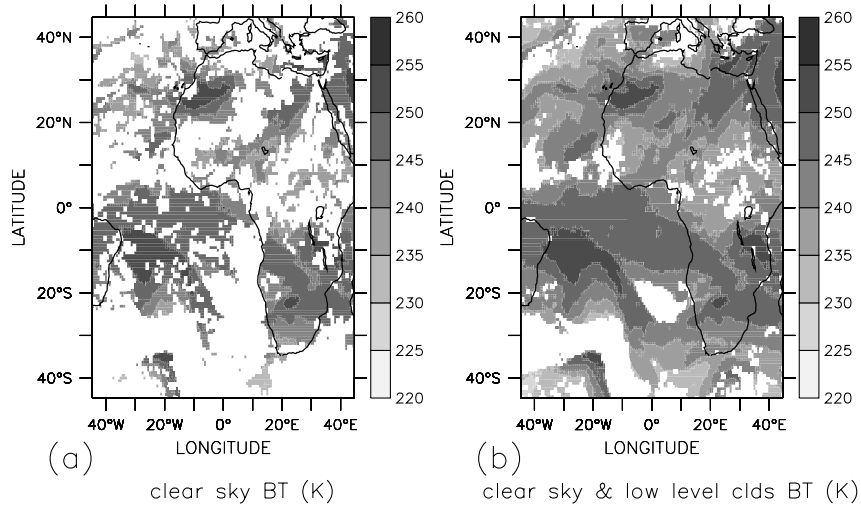 260
255
250
245
240
235
230
225
220
40°N
20°N
0°
20°S
40°S
LATITUDE
40°W
20°W
0°
20°E
40°E
LONGITUDE
(a)
clear sky BT (K)
260
255
250
245
240
235
230
225
220
40°N
20°N
0°
20°S
40°S
LATITUDE
40°W
20°W
0°
20°E
40°E
LONGITUDE
(b)
clear sky & low level clds BT (K)